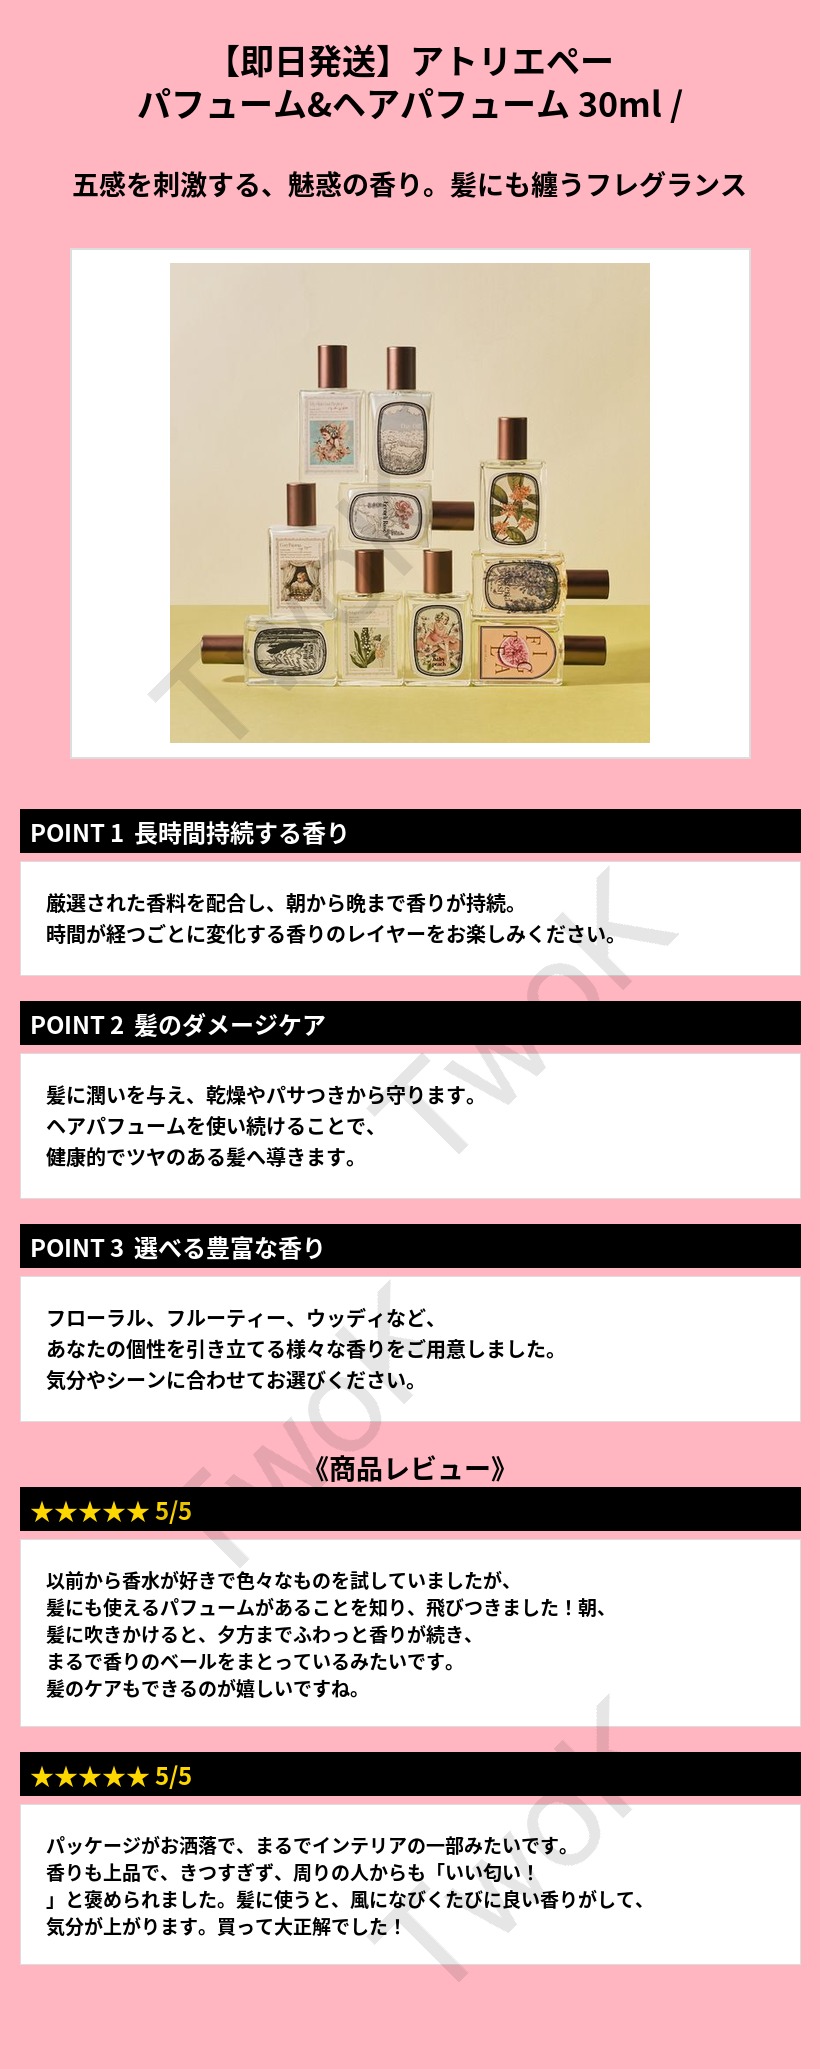 【即日発送】アトリエペー
パフューム&ヘアパフューム 30ml /
五感を刺激する、魅惑の香り。髪にも纏うフレグランス
TwoK
POINT 1 長時間持続する香り
厳選された香料を配合し、朝から晩まで香りが持続。
時間が経つごとに変化する香りのレイヤーをお楽しみください。
TwoK
POINT 2 髪のダメージケア
髪に潤いを与え、乾燥やパサつきから守ります。
ヘアパフュームを使い続けることで、
健康的でツヤのある髪へ導きます。
POINT 3 選べる豊富な香り
フローラル、フルーティー、ウッディなど、
あなたの個性を引き立てる様々な香りをご用意しました。
気分やシーンに合わせてお選びください。
TwoK
《商品レビュー》
★★★★★ 5/5
以前から香水が好きで色々なものを試していましたが、
髪にも使えるパフュームがあることを知り、飛びつきました！朝、
髪に吹きかけると、夕方までふわっと香りが続き、
まるで香りのベールをまとっているみたいです。
髪のケアもできるのが嬉しいですね。
★★★★★ 5/5
パッケージがお洒落で、まるでインテリアの一部みたいです。
香りも上品で、きつすぎず、周りの人からも「いい匂い！
」と褒められました。髪に使うと、風になびくたびに良い香りがして、
気分が上がります。買って大正解でした！
TwoK